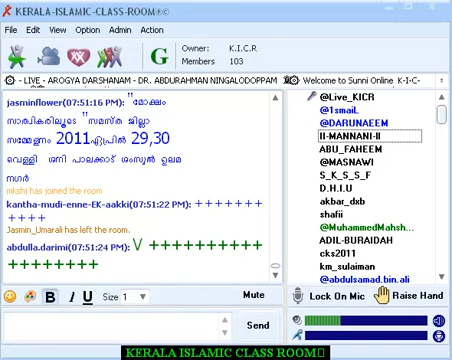 KERALA-ISLAMIC-CLASS-ROOM®©
File Edit View Option Admin Action
G
Owner: K.I.C.R
Members 103
- LIVE - AROGYA DARSHANAM - DR. ABDURAHMAN NINGALODOPPAM
Welcome to Sunni Online K-I-C-
jasminflower(07:51:16 PM): "മോക്ഷം
സാത്വികരിലൂടെ "സമസ്ത ജില്ലാ
സമ്മേളനം 2011ഏപ്രിൽ 29,30
വെള്ളി ശനി പാലക്കാട് ശംസുൽ ഉലമ
നഗർ
mkshj has joined the room
kantha-mudi-enne-EK-aakki(07:51:22 PM): + + + + + + +
+ + + +
Jasmin_Umarali has left the room.
abdulla.darimi(07:51:24 PM): V ++++++++++
++++++++
@Live_KICR
@1smaiL
@DARUNAEEM
II-MANNANI-II
ABU_FAHEEM
@MASNAWI
S_K_S_S_F
D.H.I.U
akbar_dxb
shafii
@MuhammedMahsh...
ADIL-BURAIDAH
cks2011
km_sulaiman
@abdulsamad.bin.ali
B I U Size 1 Mute
Lock On Mic Raise Hand
Send
KERALA ISLAMIC CLASS ROOM